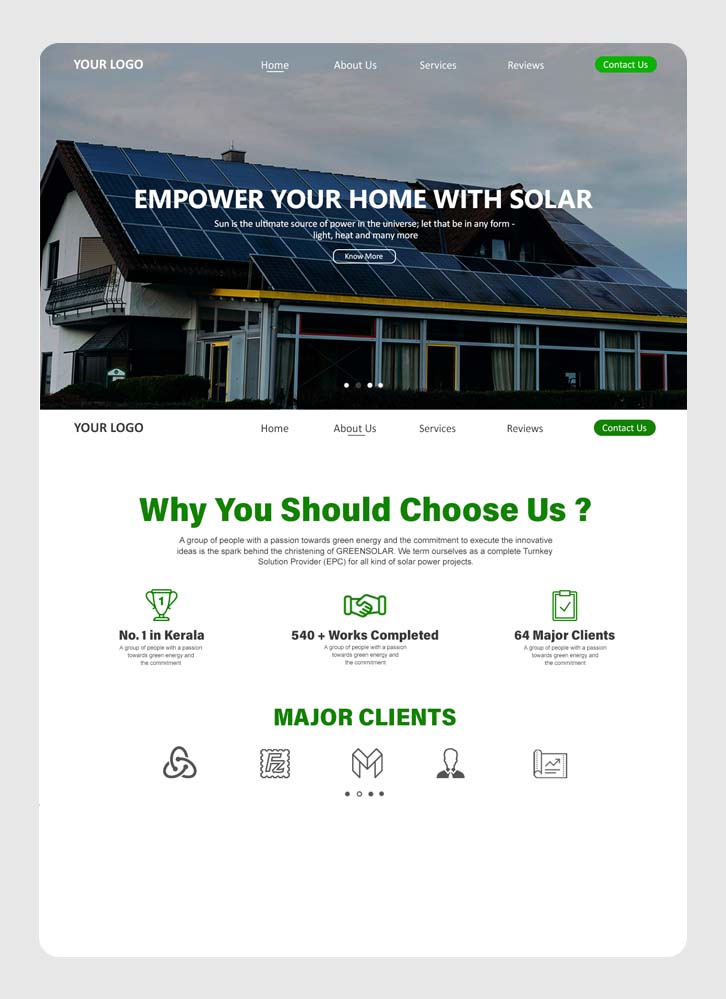 YOUR LOGO
Home
About Us
Services
Reviews
Contact Us
EMPOWER YOUR HOME WITH SOLAR
Sun is the ultimate source of power in the universe; let that be in any form -
light, heat and many more
Know More
YOUR LOGO
Home
About Us
Services
Reviews
Contact Us
Why You Should Choose Us ?
A group of people with a passion towards green energy and the commitment to execute the innovative
ideas is the spark behind the christening of GREENSOLAR. We term ourselves as a complete Turnkey
Solution Provider (EPC) for all kind of solar power projects.
1
No. 1 in Kerala
A group of people with a passion
towards green energy and
the commitment
540 + Works Completed
A group of people with a passion
towards green energy and
the commitment
64 Major Clients
A group of people with a passion
towards green energy and
the commitment
MAJOR CLIENTS
FZ
M